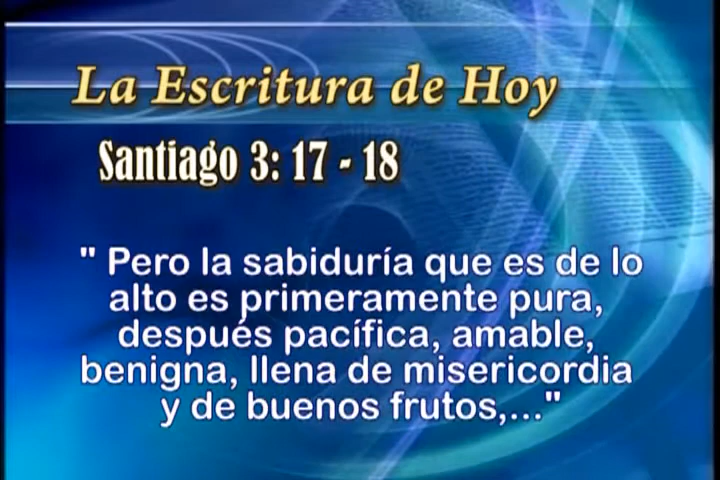 La Escritura de Hoy
Santiago 3: 17 - 18
" Pero la sabiduría que es de lo
alto es primeramente pura,
después pacífica, amable,
benigna, llena de misericordia
y de buenos frutos,..."